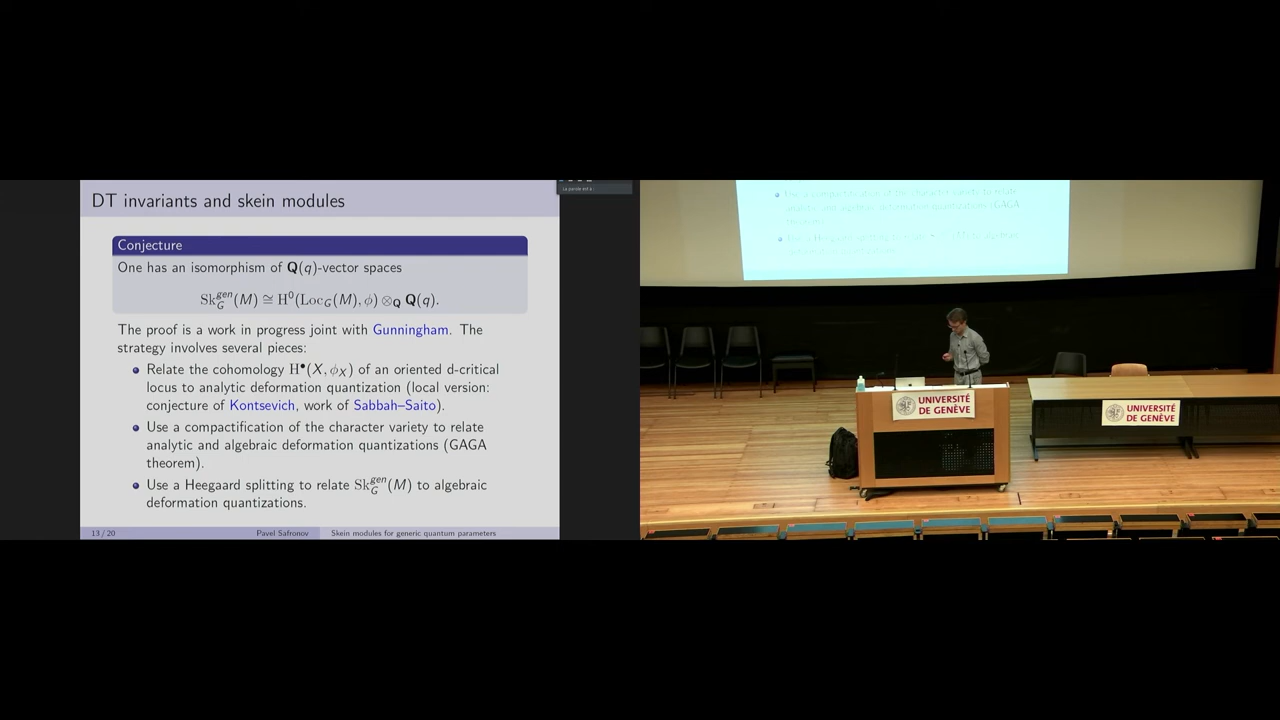 La parole est à :
DT invariants and skein modules
Conjecture
One has an isomorphism of Q(q)-vector spaces
Sk_G^{gen}(M) ≅ H^0(Loc_G(M), ϕ) ⊗_Q Q(q).
The proof is a work in progress joint with Gunningham. The
strategy involves several pieces:
Relate the cohomology H^•(X, ϕ_X) of an oriented d-critical
locus to analytic deformation quantization (local version:
conjecture of Kontsevich, work of Sabbah–Saito).
Use a compactification of the character variety to relate
analytic and algebraic deformation quantizations (GAGA
theorem).
Use a Heegaard splitting to relate Sk_G^{gen}(M) to algebraic
deformation quantizations.
13 / 20 Pavel Safronov Skein modules for generic quantum parameters
UNIVERSITÉ
DE GENÈVE
UNIVERSITÉ
DE GENÈVE